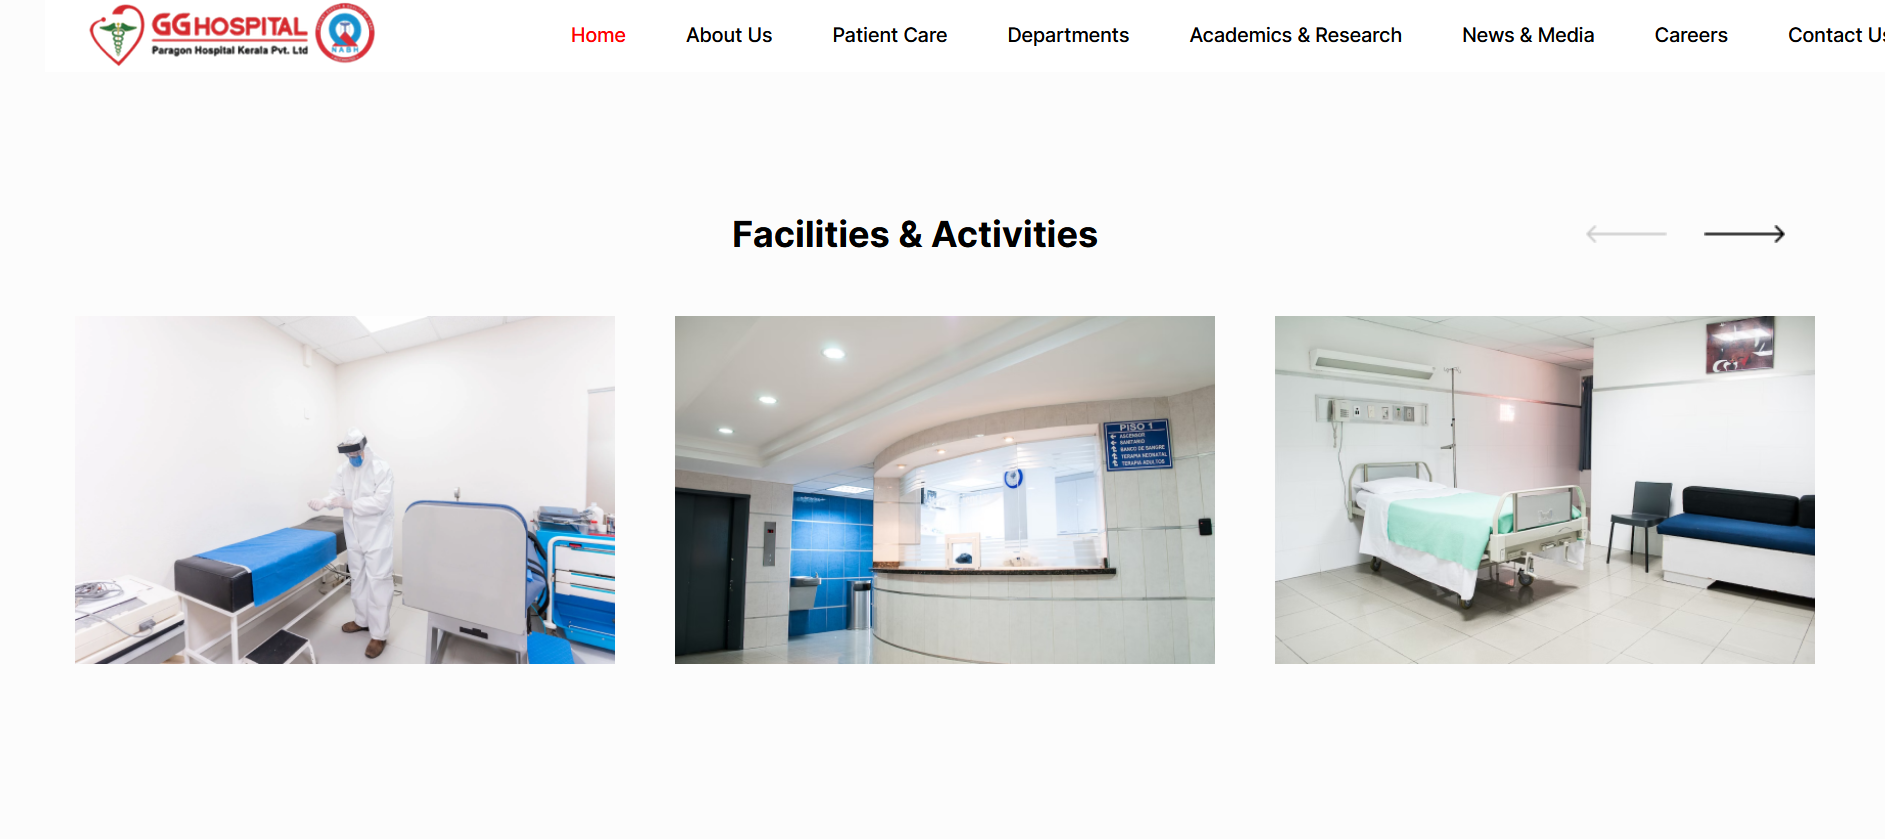 GG HOSPITAL
Paragon Hospital Kerala Pvt. Ltd
NABH
Home
About Us
Patient Care
Departments
Academics & Research
News & Media
Careers
Contact Us
Facilities & Activities
PISO 1
ASCENSOR
SANITARIO
BANCO DE SANGRE
TERAPIA NEONATAL
TERAPIA ADULTOS